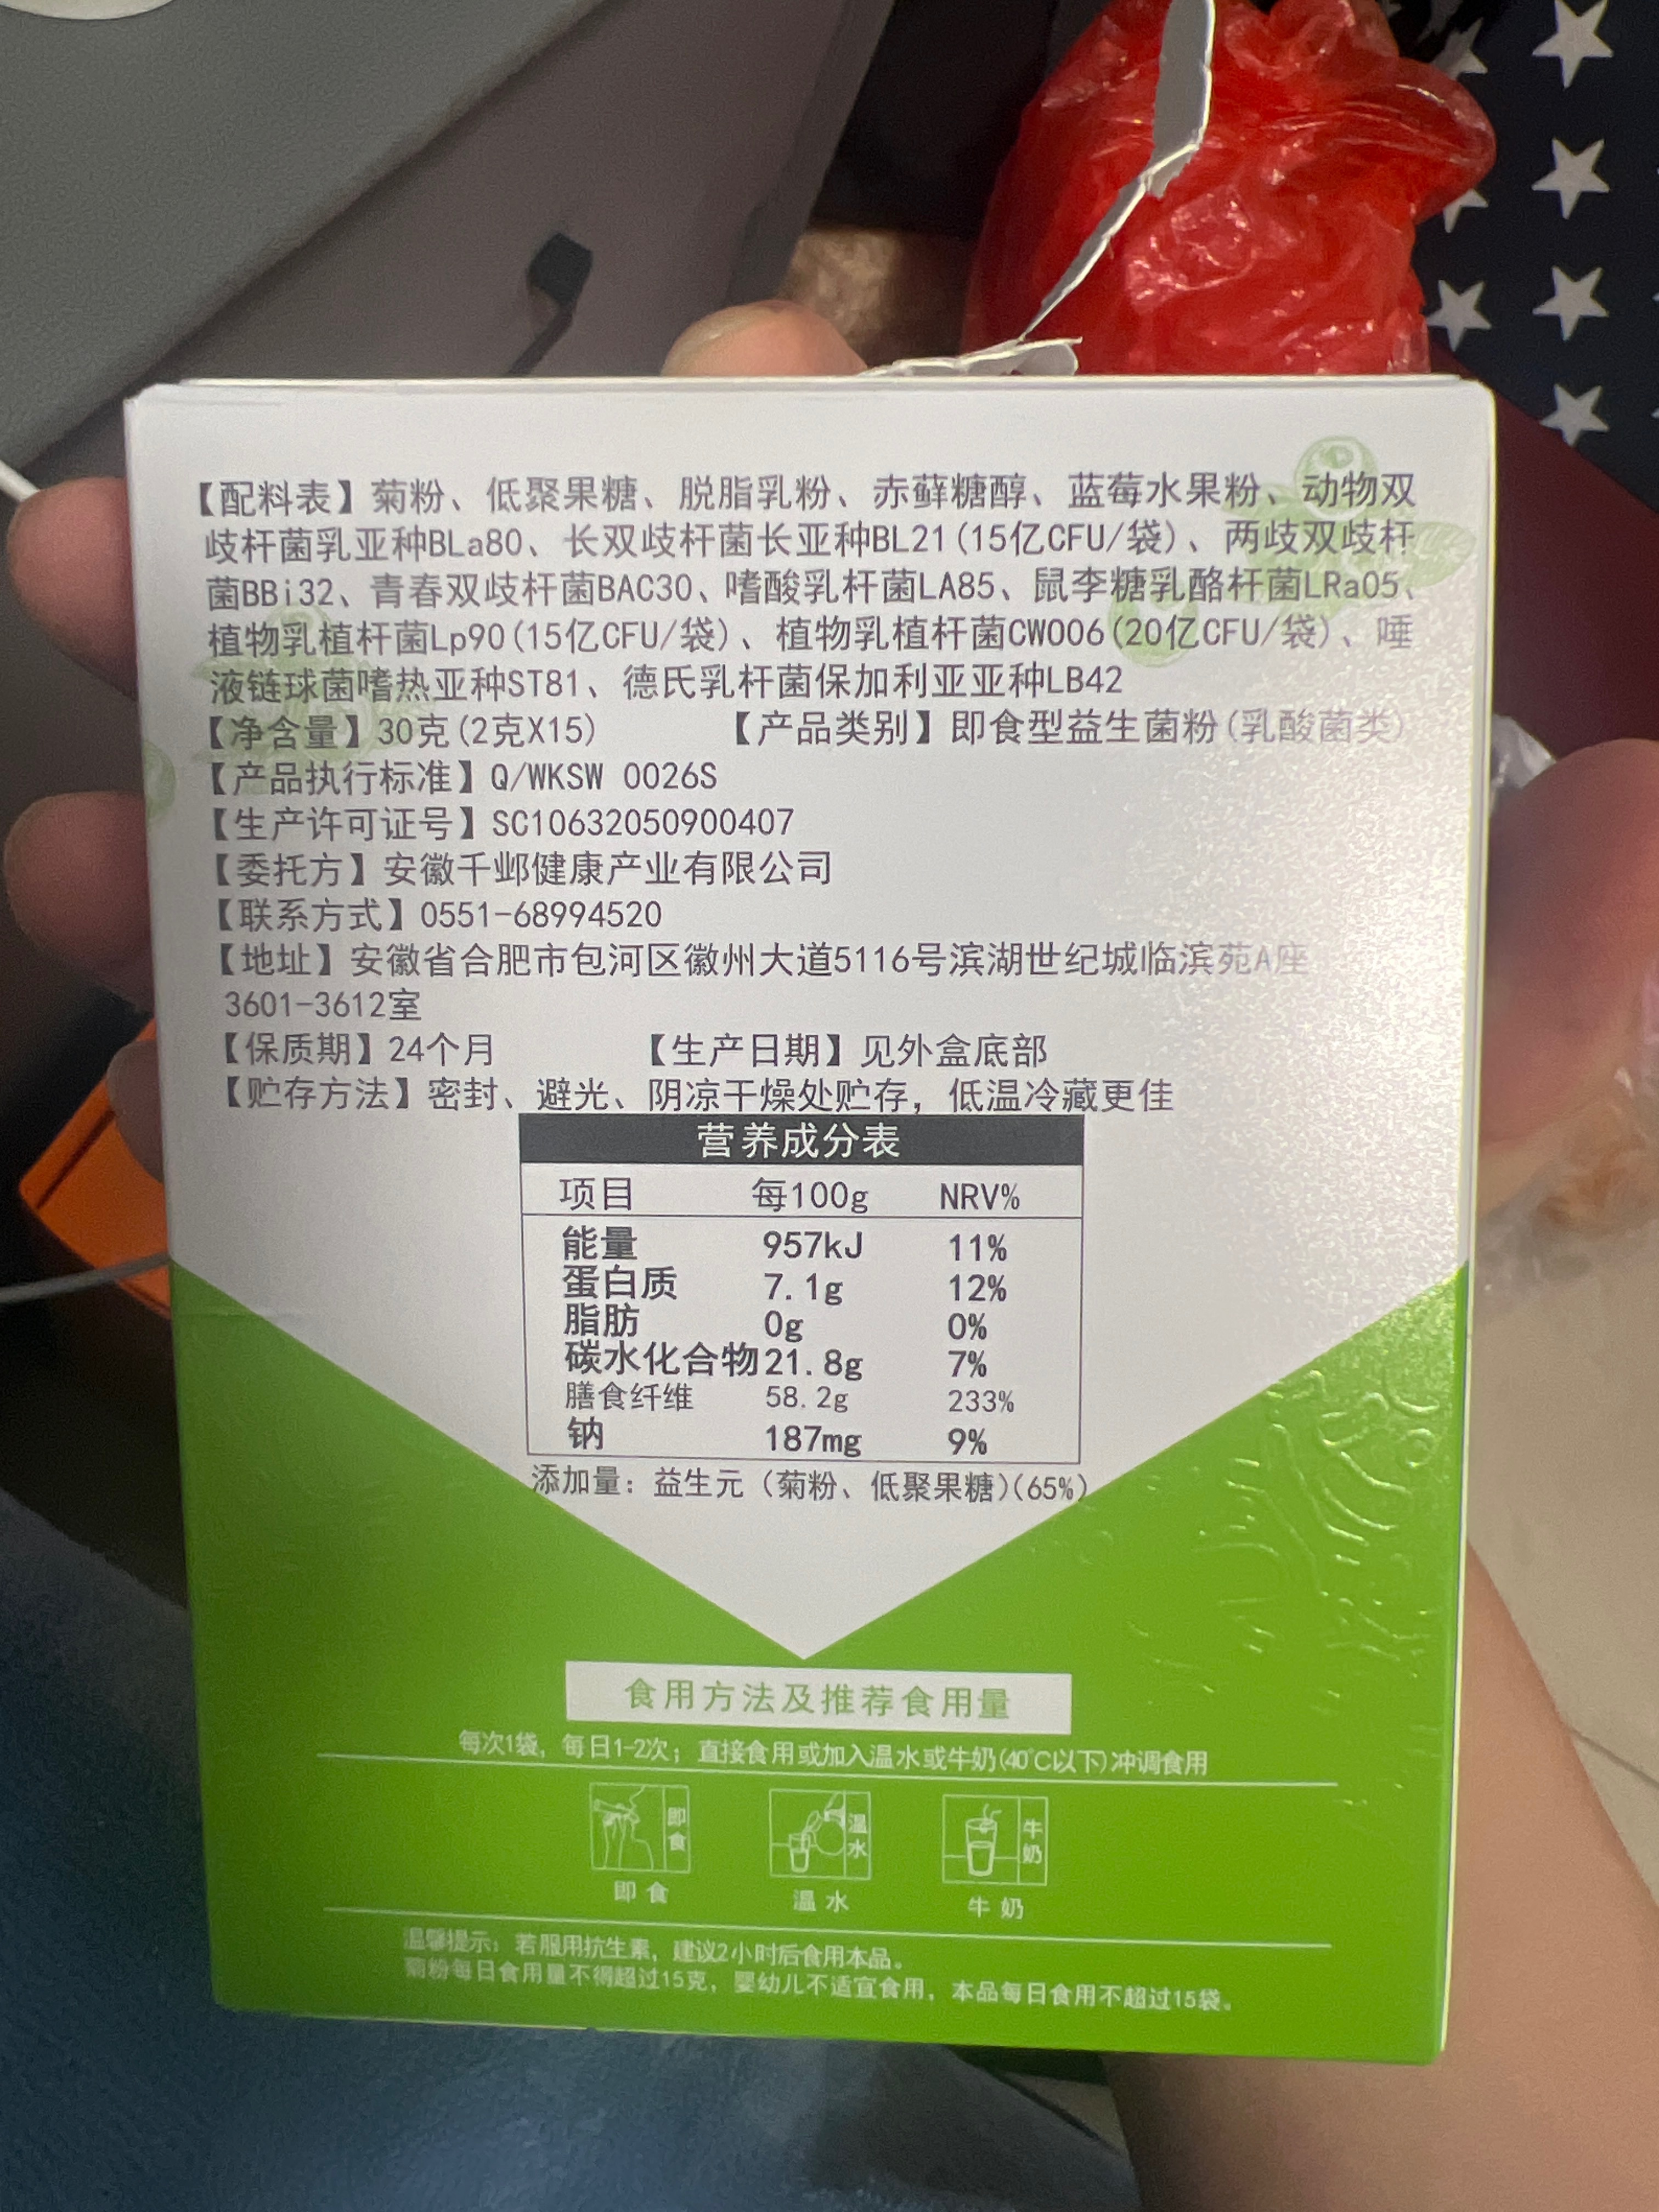 【配料表】菊粉、低聚果糖、脱脂乳粉、赤藓糖醇、蓝莓水果粉、动物双
歧杆菌乳亚种BLa80、长双歧杆菌长亚种BL21(15亿CFU/袋)、两歧双歧杆
菌BBi32、青春双歧杆菌BAC30、嗜酸乳杆菌LA85、鼠李糖乳酪杆菌LRa05、
植物乳植杆菌Lp90(15亿CFU/袋)、植物乳植杆菌CW006(20亿CFU/袋)、唾
液链球菌嗜热亚种ST81、德氏乳杆菌保加利亚亚种LB42
【净含量】30克(2克X15) 【产品类别】即食型益生菌粉(乳酸菌类)
【产品执行标准】Q/WKSW 0026S
【生产许可证号】SC10632050900407
【委托方】安徽千邺健康产业有限公司
【联系方式】0551-68994520
【地址】安徽省合肥市包河区徽州大道5116号滨湖世纪城临滨苑A座
3601-3612室
【保质期】24个月 【生产日期】见外盒底部
【贮存方法】密封、避光、阴凉干燥处贮存，低温冷藏更佳
营养成分表
项目 每100g NRV%
能量 957kJ 11%
蛋白质 7.1g 12%
脂肪 0g 0%
碳水化合物 21.8g 7%
膳食纤维 58.2g 233%
钠 187mg 9%
添加量：益生元（菊粉、低聚果糖)(65%)
食用方法及推荐食用量
每次1袋，每日1-2次；直接食用或加入温水或牛奶(40℃以下)冲调食用
即食 温水 牛奶
即食 温水 牛奶
温馨提示：若服用抗生素，建议2小时后食用本品。
菊粉每日食用量不得超过15克，婴幼儿不适宜食用，本品每日食用不超过15袋。